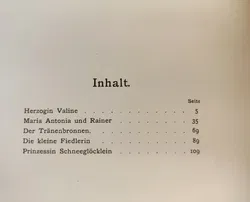 Inhalt.
Seite
Herzogin Valine . . . . . . . . . . 5
Maria Antonia und Rainer . . . . . . . 35
Der Tränenbronnen. . . . . . . . . . 69
Die kleine Fiedlerin . . . . . . . . . 89
Prinzessin Schneeglöcklein . . . . . . . 109